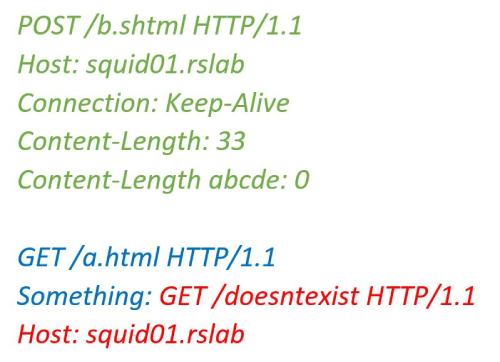 POST /b.shtml HTTP/1.1
Host: squid01.rslab
Connection: Keep-Alive
Content-Length: 33
Content-Length abcde: 0
GET /a.html HTTP/1.1
Something: GET /doesntexist HTTP/1.1
Host: squid01.rslab